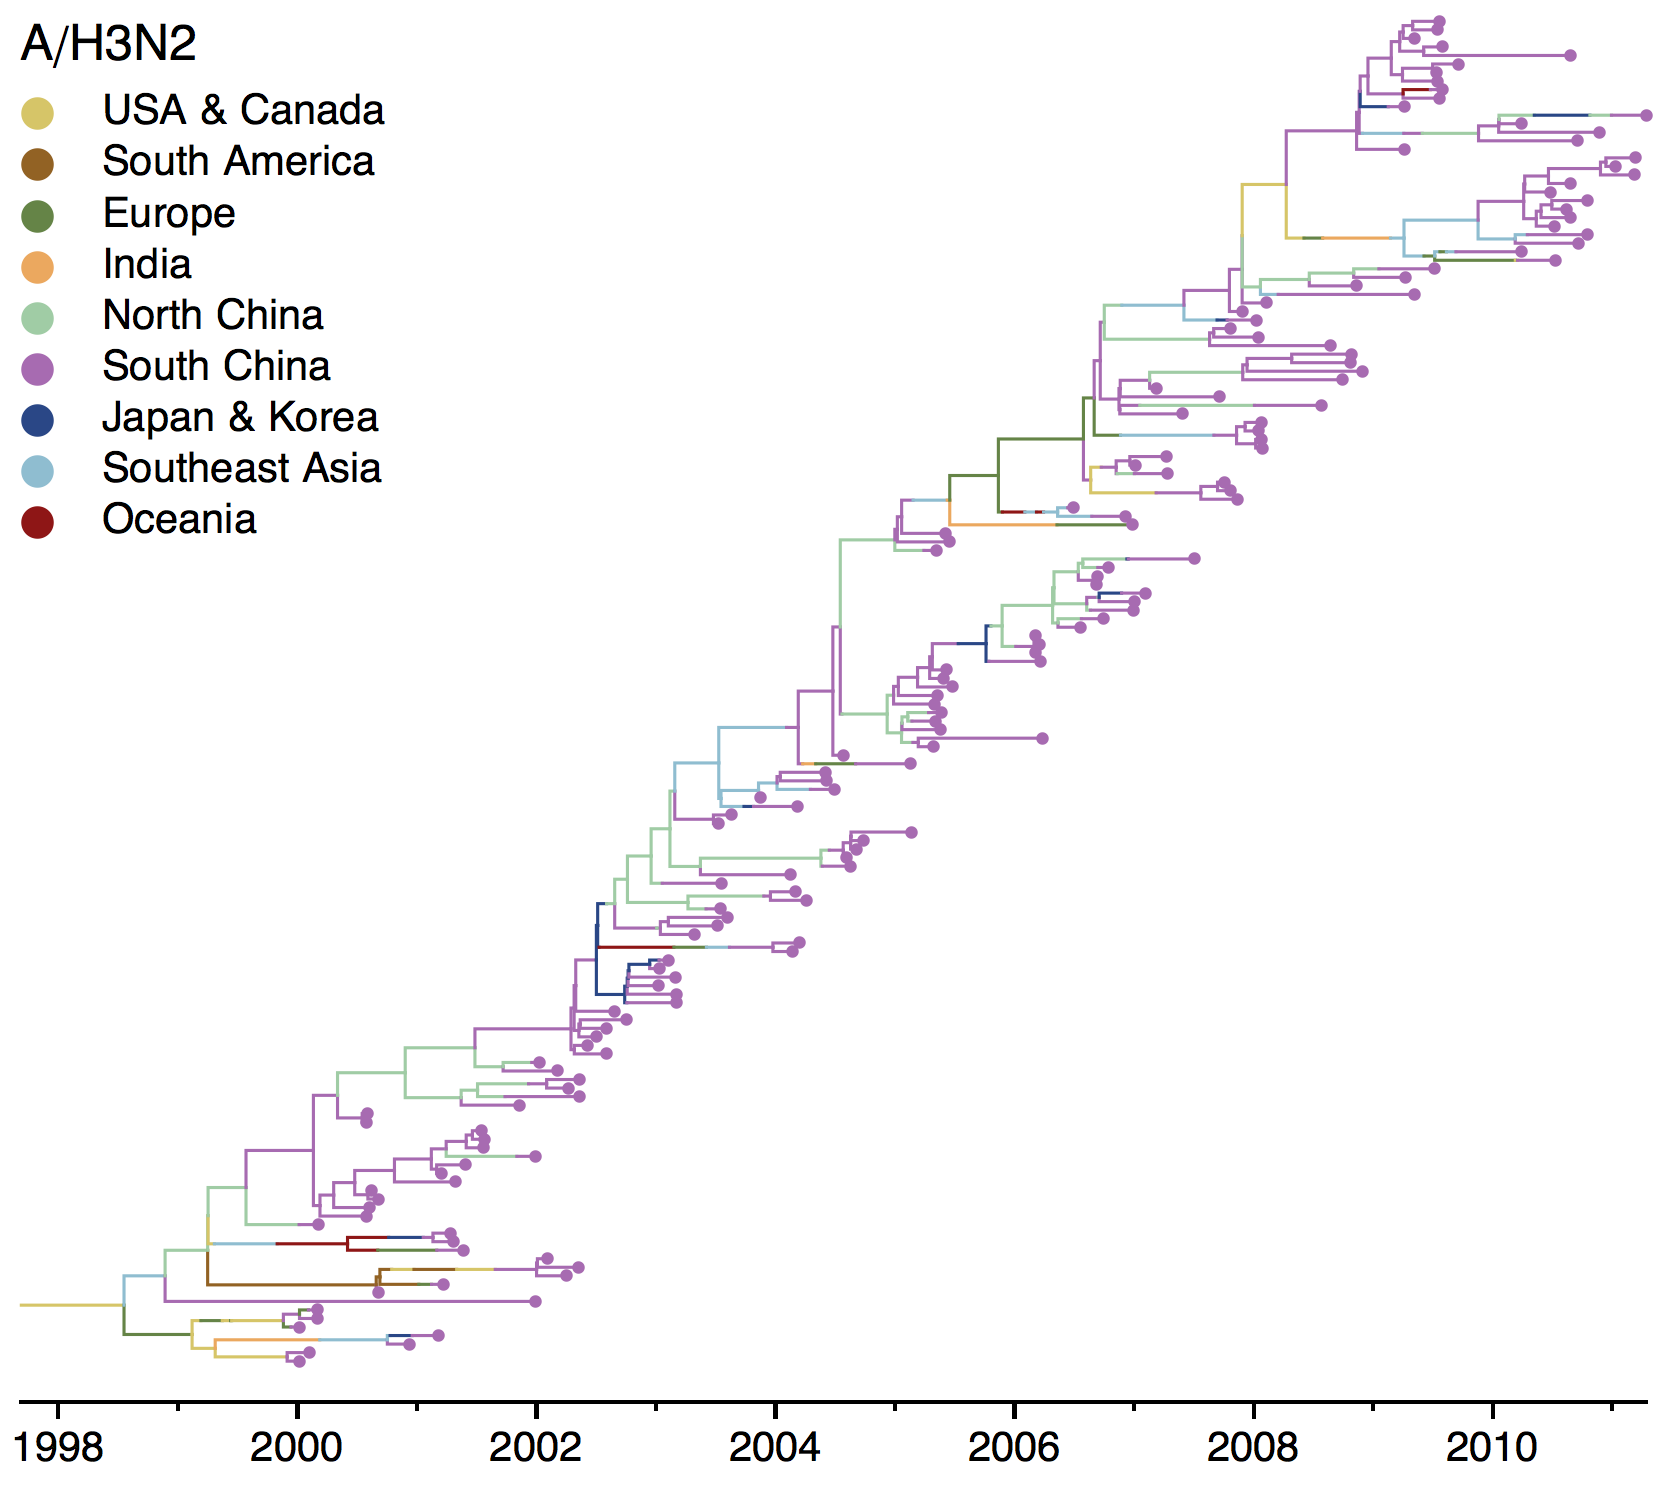 A/H3N2
USA & Canada
South America
Europe
India
North China
South China
Japan & Korea
Southeast Asia
Oceania
1998 2000 2002 2004 2006 2008 2010